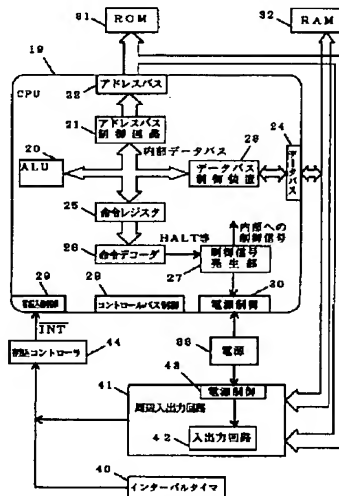 31
ROM
32
RAM
19
CPU
アドレスバス
22
21
アドレスバス
制御回路
内部データバス
23
24
20
ALU
データバス
制御装置
データバス
25
命令レジスタ
26
命令デコーダ
HALT等
内部への
制御信号
制御信号
発生部
27
29
28
30
コントロールバス制御
電源制御
INT
割込コントローラ
44
電源
41
43
電源制御
周辺入出力回路
42
入出力回路
40
インターバルタイマ